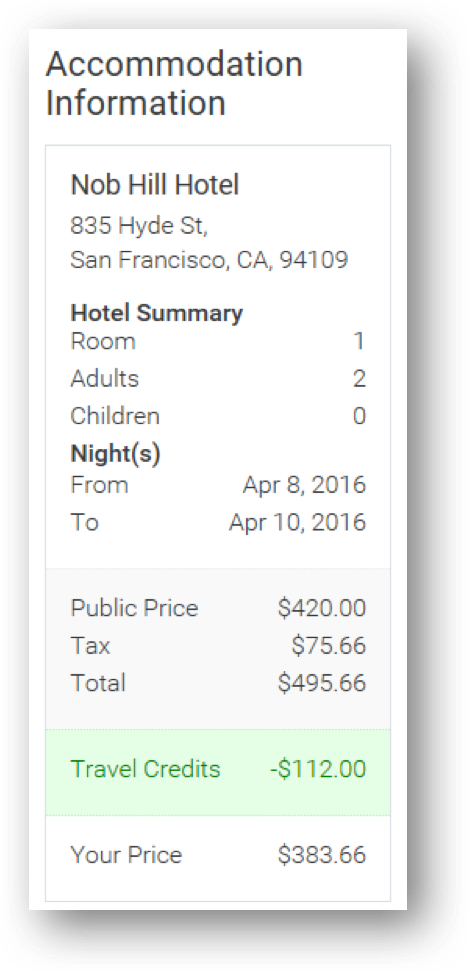 Accommodation
Information
Nob Hill Hotel
835 Hyde St,
San Francisco, CA, 94109
Hotel Summary
Room 1
Adults 2
Children 0
Night(s)
From Apr 8, 2016
To Apr 10, 2016
Public Price $420.00
Tax $75.66
Total $495.66
Travel Credits -$112.00
Your Price $383.66